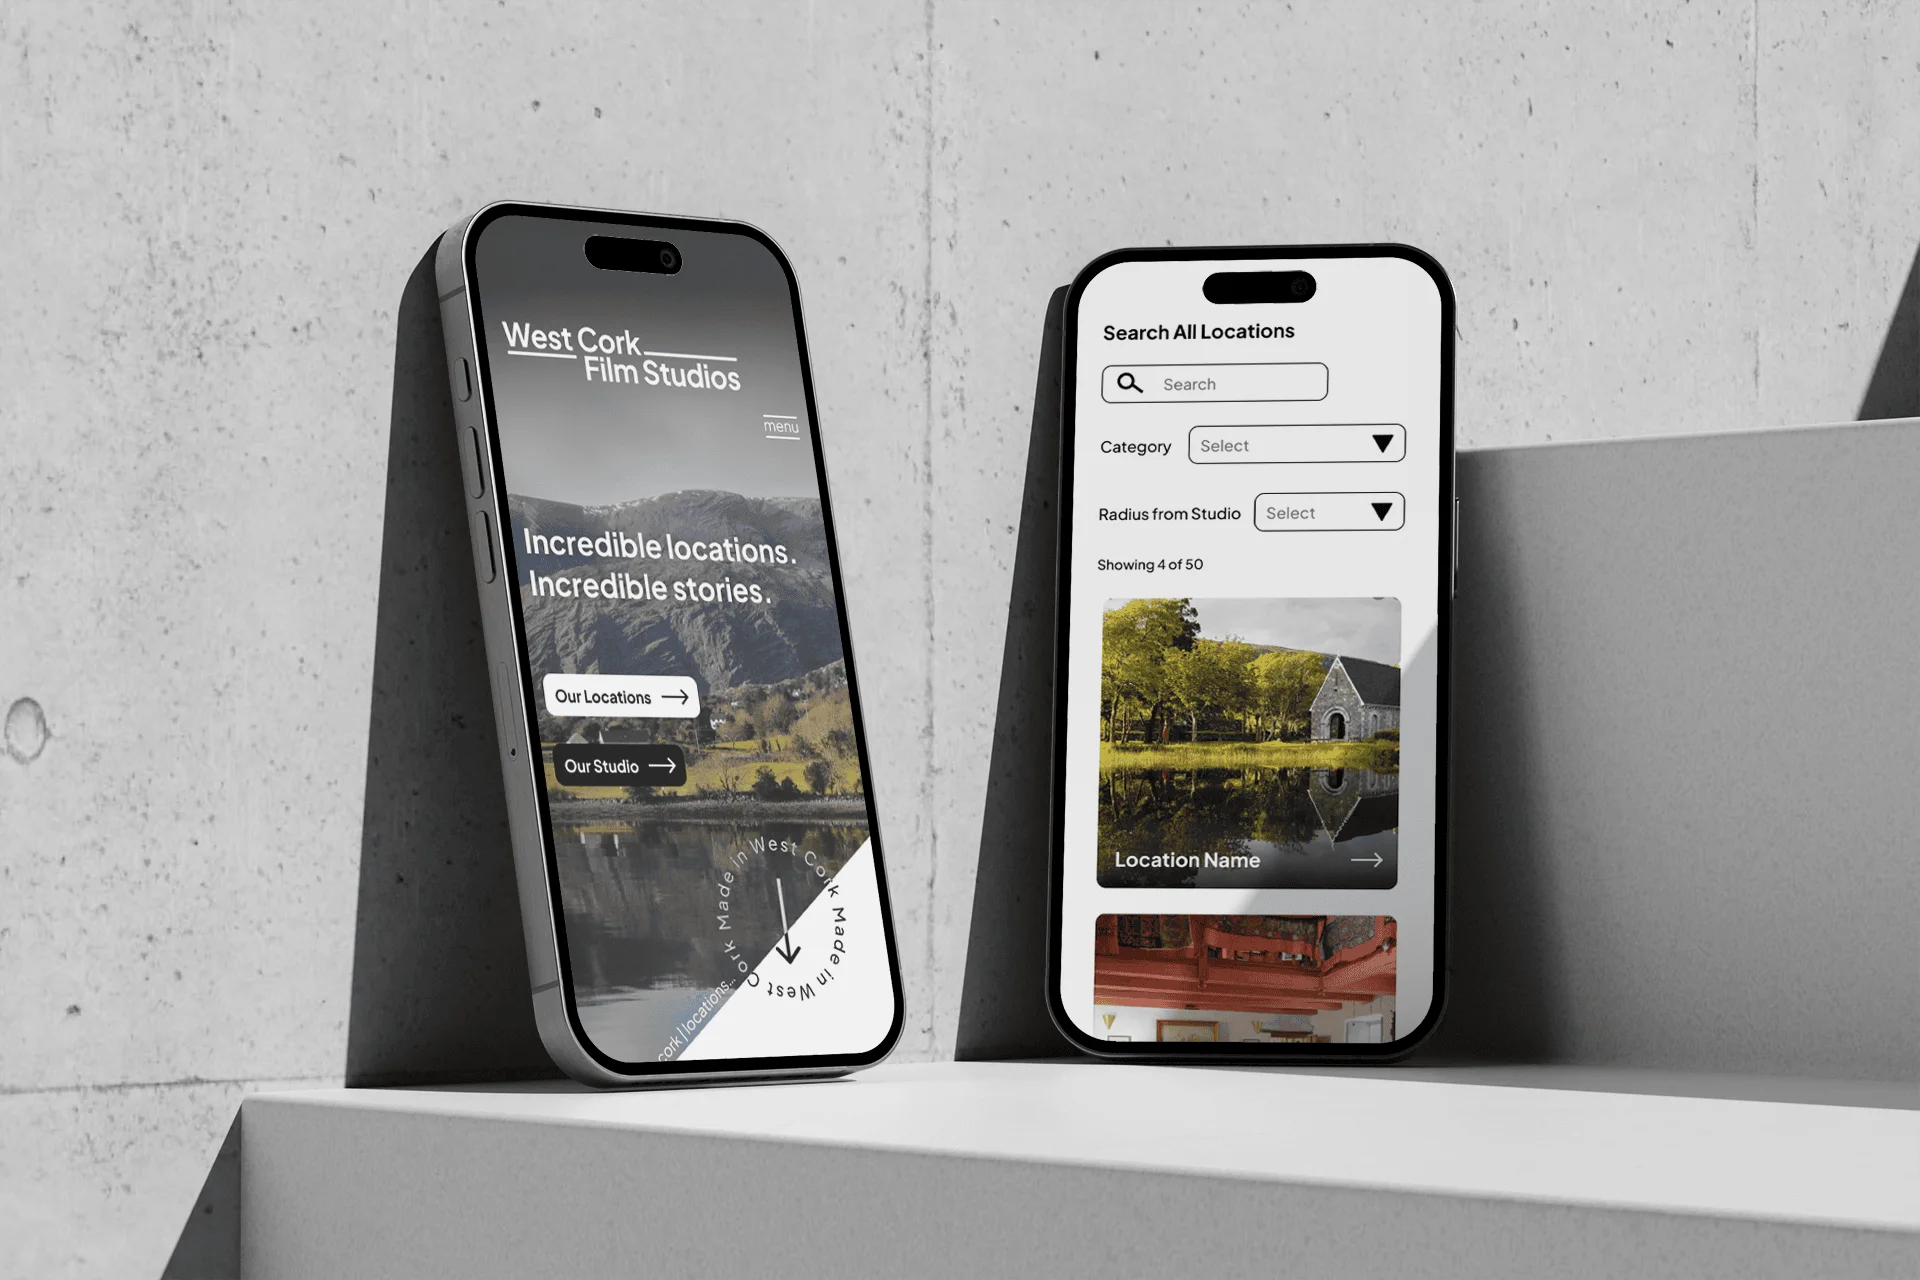 West Cork
Film Studios
menu
Incredible locations.
Incredible stories.
Our Locations
Our Studio
Made in West Cork Made in West Cork
cork | locations...
Search All Locations
Search
Category
Select
Radius from Studio
Select
Showing 4 of 50
Location Name